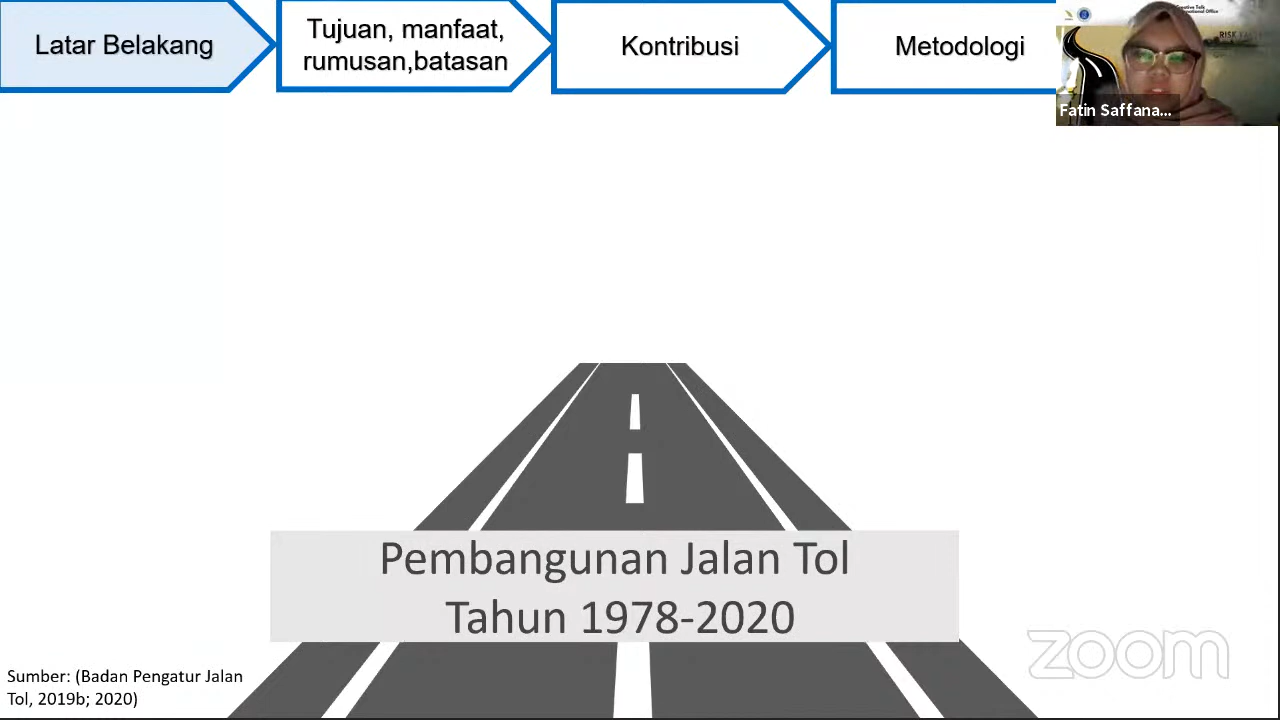 Latar Belakang
Tujuan, manfaat,
rumusan,batasan
Kontribusi
Metodologi
Fatin Saffana...
Pembangunan Jalan Tol
Tahun 1978-2020
Sumber: (Badan Pengatur Jalan
Tol, 2019b; 2020)
zoom